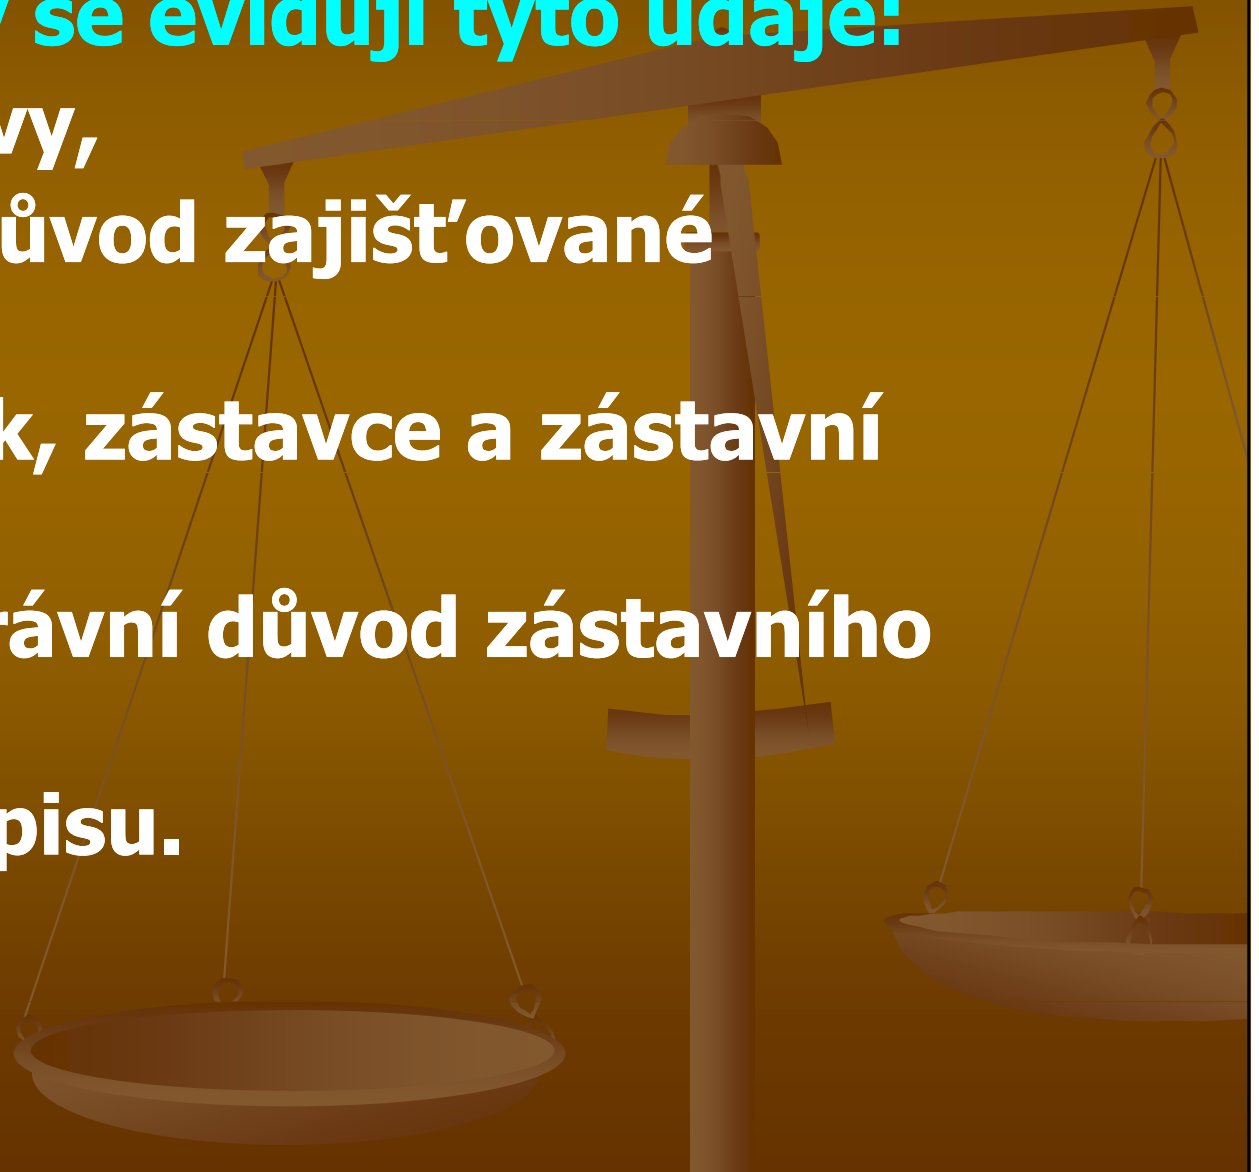 se evidují tyto údaje:
vy,
ůvod zajišťované
k, zástavce a zástavní
rávní důvod zástavního
pisu.